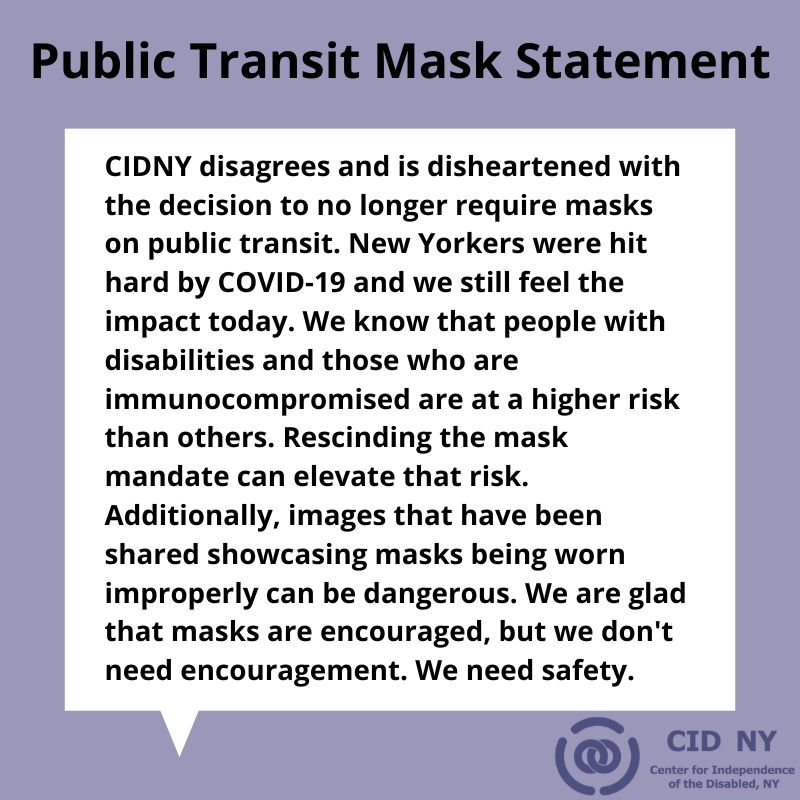 Public Transit Mask Statement
CIDNY disagrees and is disheartened with
the decision to no longer require masks
on public transit. New Yorkers were hit
hard by COVID-19 and we still feel the
impact today. We know that people with
disabilities and those who are
immunocompromised are at a higher risk
than others. Rescinding the mask
mandate can elevate that risk.
Additionally, images that have been
shared showcasing masks being worn
improperly can be dangerous. We are glad
that masks are encouraged, but we don't
need encouragement. We need safety.
CID NY
Center for Independence
of the Disabled, NY